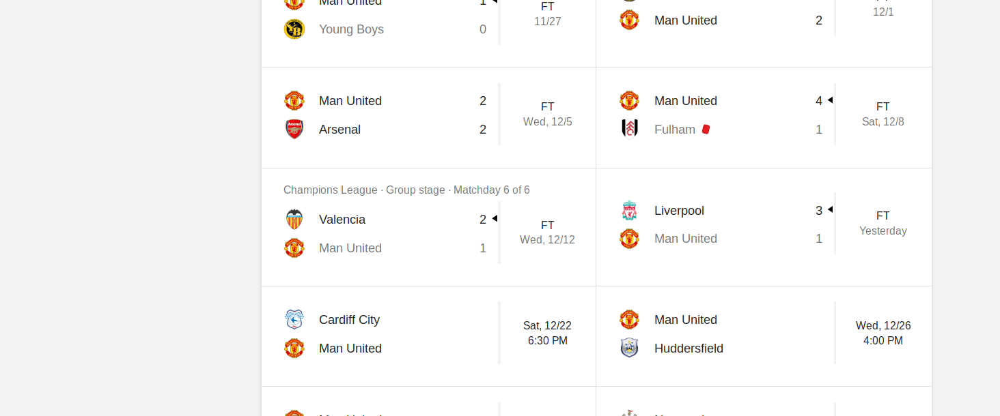 Man United 1
FT
11/27
Young Boys 0
12/1
Man United 2
Man United 2
Arsenal 2
FT
Wed, 12/5
Man United 4
Fulham 1
FT
Sat, 12/8
Champions League · Group stage · Matchday 6 of 6
Valencia 2
Man United 1
FT
Wed, 12/12
Liverpool 3
Man United 1
FT
Yesterday
Cardiff City
Man United
Sat, 12/22
6:30 PM
Man United
Huddersfield
Wed, 12/26
4:00 PM